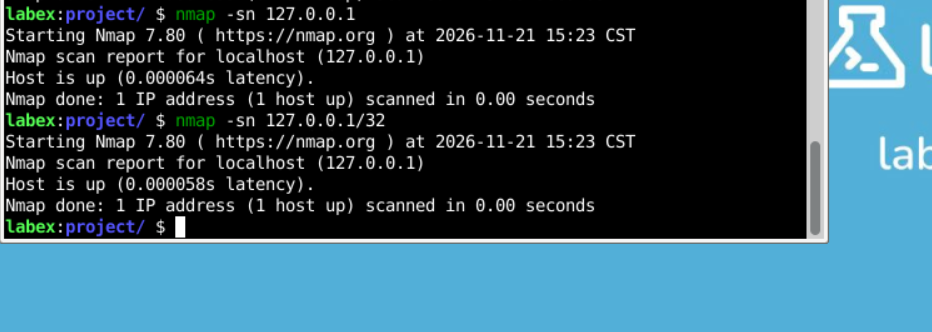 labex:project/ $ nmap -sn 127.0.0.1
Starting Nmap 7.80 ( https://nmap.org ) at 2026-11-21 15:23 CST
Nmap scan report for localhost (127.0.0.1)
Host is up (0.000064s latency).
Nmap done: 1 IP address (1 host up) scanned in 0.00 seconds
labex:project/ $ nmap -sn 127.0.0.1/32
Starting Nmap 7.80 ( https://nmap.org ) at 2026-11-21 15:23 CST
Nmap scan report for localhost (127.0.0.1)
Host is up (0.000058s latency).
Nmap done: 1 IP address (1 host up) scanned in 0.00 seconds
labex:project/ $
lab